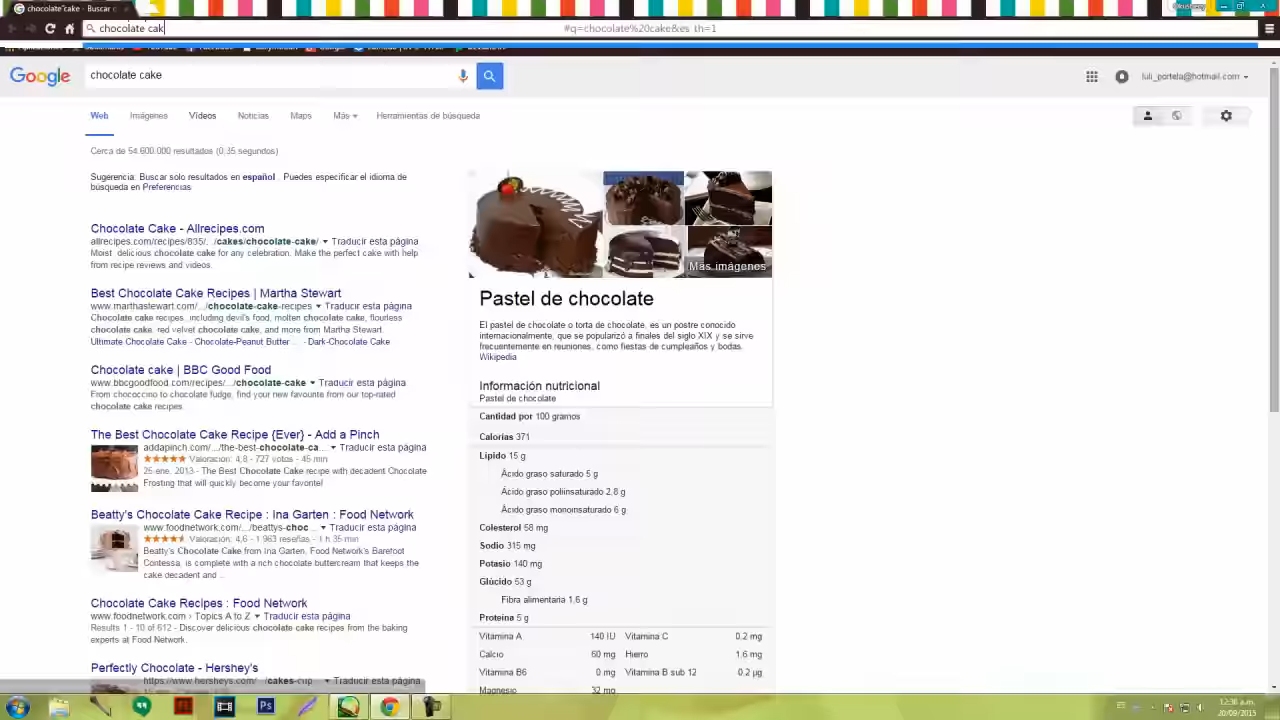 chocolate cake - Buscar c
chocolate cak
#q=chocolate%20cake&es_th=1
Google
chocolate cake
luli_portela@hotmail.com
Web Imágenes Vídeos Noticias Maps Más Herramientas de búsqueda
Cerca de 54.600.000 resultados (0,35 segundos)
Sugerencia: Buscar solo resultados en español. Puedes especificar el idioma de
búsqueda en Preferencias
Chocolate Cake - Allrecipes.com
allrecipes.com/recipes/835/.../cakes/chocolate-cake/ Traducir esta página
Moist, delicious chocolate cake for any celebration. Make the perfect cake with help
from recipe reviews and videos.
Best Chocolate Cake Recipes | Martha Stewart
www.marthastewart.com/.../chocolate-cake-recipes Traducir esta página
Chocolate cake recipes, including devil's food, molten chocolate cake, flourless
chocolate cake, red velvet chocolate cake, and more from Martha Stewart.
Ultimate Chocolate Cake - Chocolate-Peanut Butter ... - Dark-Chocolate Cake
Chocolate cake | BBC Good Food
www.bbcgoodfood.com/recipes/.../chocolate-cake Traducir esta página
From choccocino to chocolate fudge, find your new favourite from our top-rated
chocolate cake recipes.
The Best Chocolate Cake Recipe {Ever} - Add a Pinch
addapinch.com/.../the-best-chocolate-ca... Traducir esta página
Valoración: 4,8 - 727 votos - 45 min
25 ene. 2013 - The Best Chocolate Cake recipe with decadent Chocolate
Frosting that will quickly become your favorite!
Beatty's Chocolate Cake Recipe : Ina Garten : Food Network
www.foodnetwork.com/.../beattys-choc... Traducir esta página
Valoración: 4,6 - 1 963 reseñas - 1 h 35 min
Beatty's Chocolate Cake from Ina Garten, Food Network's Barefoot
Contessa, is complete with a rich chocolate buttercream that keeps the
cake decadent and ...
Chocolate Cake Recipes : Food Network
www.foodnetwork.com › Topics A to Z Traducir esta página
Results 1 - 10 of 612 - Discover delicious chocolate cake recipes from the baking
experts at Food Network.
Perfectly Chocolate - Hershey's
https://www.hersheys.com/.../cakes-cup... Traducir esta página
Más imágenes
Pastel de chocolate
El pastel de chocolate o torta de chocolate, es un postre conocido
internacionalmente, que se popularizó a finales del siglo XIX y se sirve
frecuentemente en reuniones, como fiestas de cumpleaños y bodas.
Wikipedia
Información nutricional
Pastel de chocolate
Cantidad por 100 gramos
Calorías 371
Lípido 15 g
Ácido graso saturado 5 g
Ácido graso poliinsaturado 2,8 g
Ácido graso monoinsaturado 6 g
Colesterol 58 mg
Sodio 315 mg
Potasio 140 mg
Glúcido 53 g
Fibra alimentaria 1,6 g
Proteína 5 g
Vitamina A 140 IU Vitamina C 0,2 mg
Calcio 60 mg Hierro 1,6 mg
Vitamina B6 0 mg Vitamina B sub 12 0,2 µg
Magnesio 32 mg
Ps
12:36 a.m.
20/09/2015